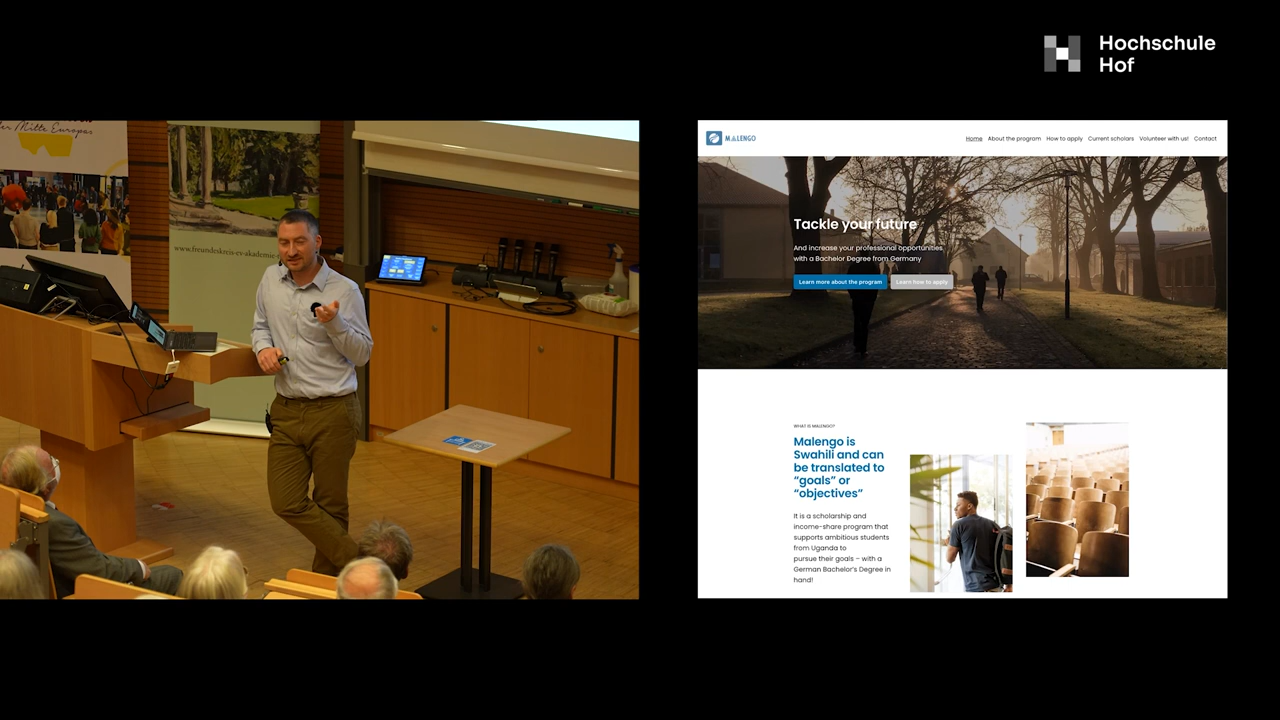 Hochschule
Hof
der Mitte Europas
www.freundeskreis-ev-akademie-
MALENGO
Home About the program How to apply Current scholars Volunteer with us! Contact
Tackle your future
And increase your professional opportunities
with a Bachelor Degree from Germany
Learn more about the program Learn how to apply
WHAT IS MALENGO?
Malengo is
Swahili and can
be translated to
“goals” or
“objectives”
It is a scholarship and
income-share program that
supports ambitious students
from Uganda to
pursue their goals – with a
German Bachelor's Degree in
hand!